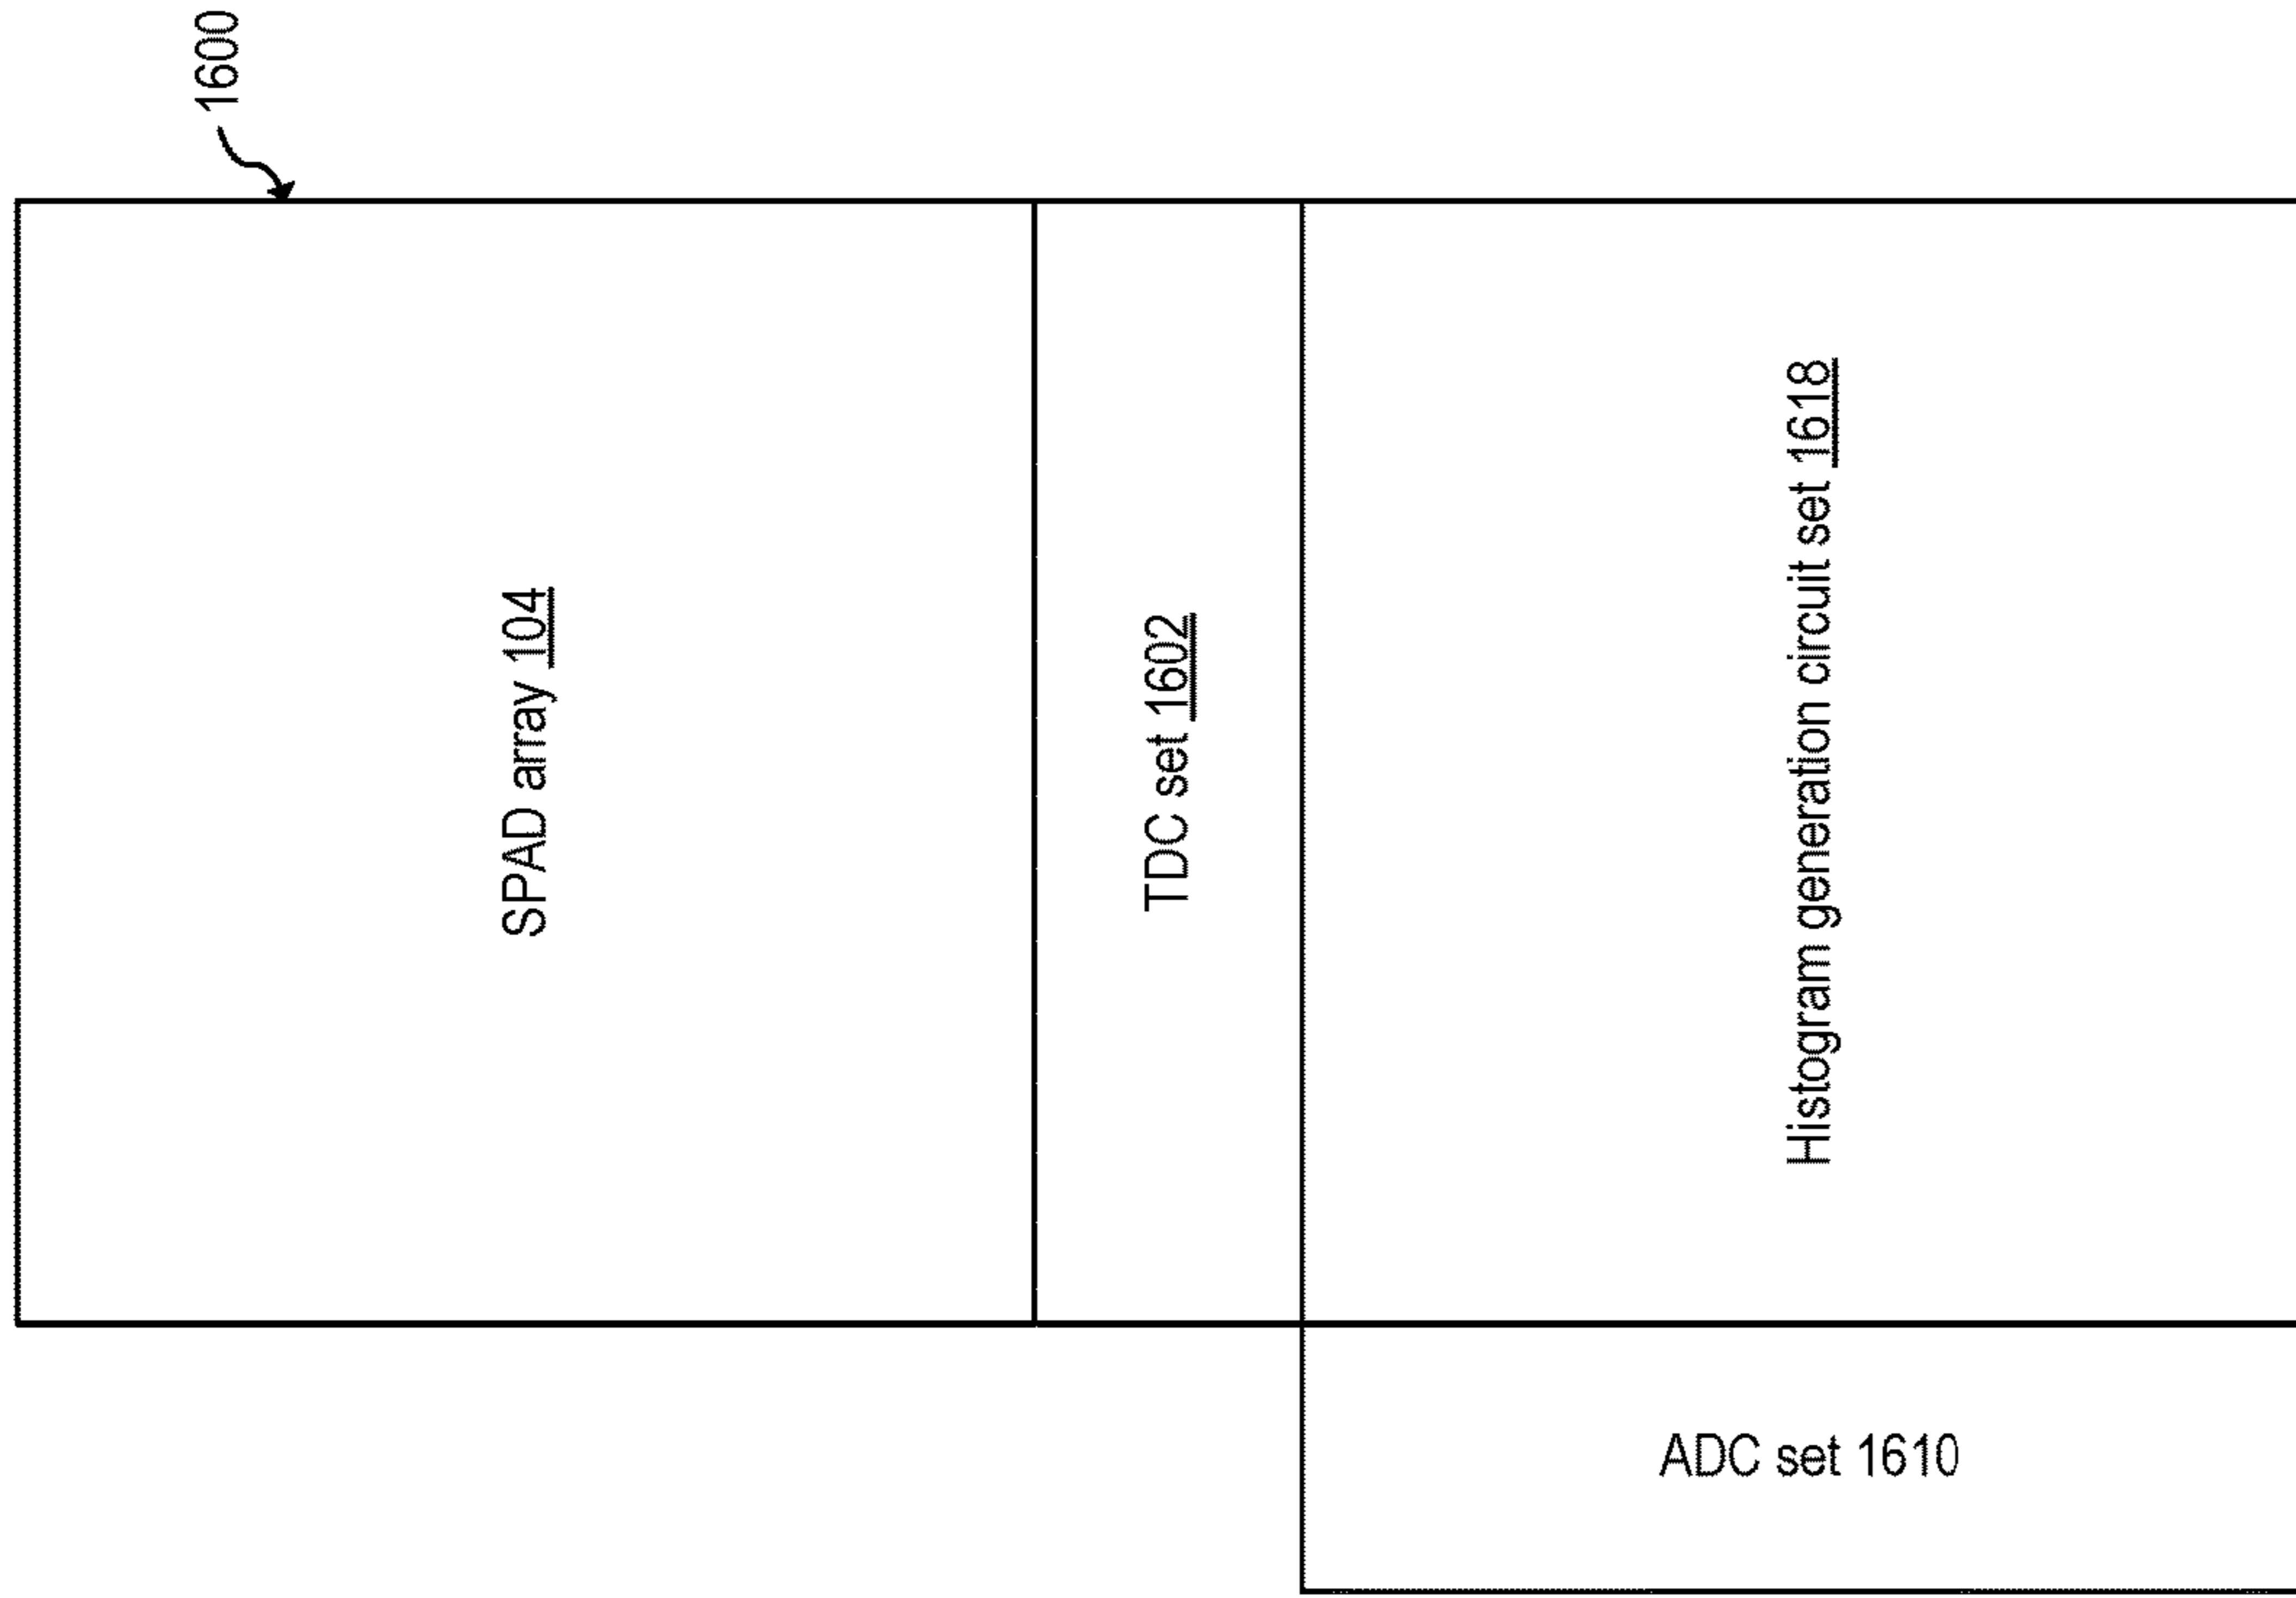 1600
SPAD array 104
TDC set 1602
Histogram generation circuit set 1618
ADC set 1610